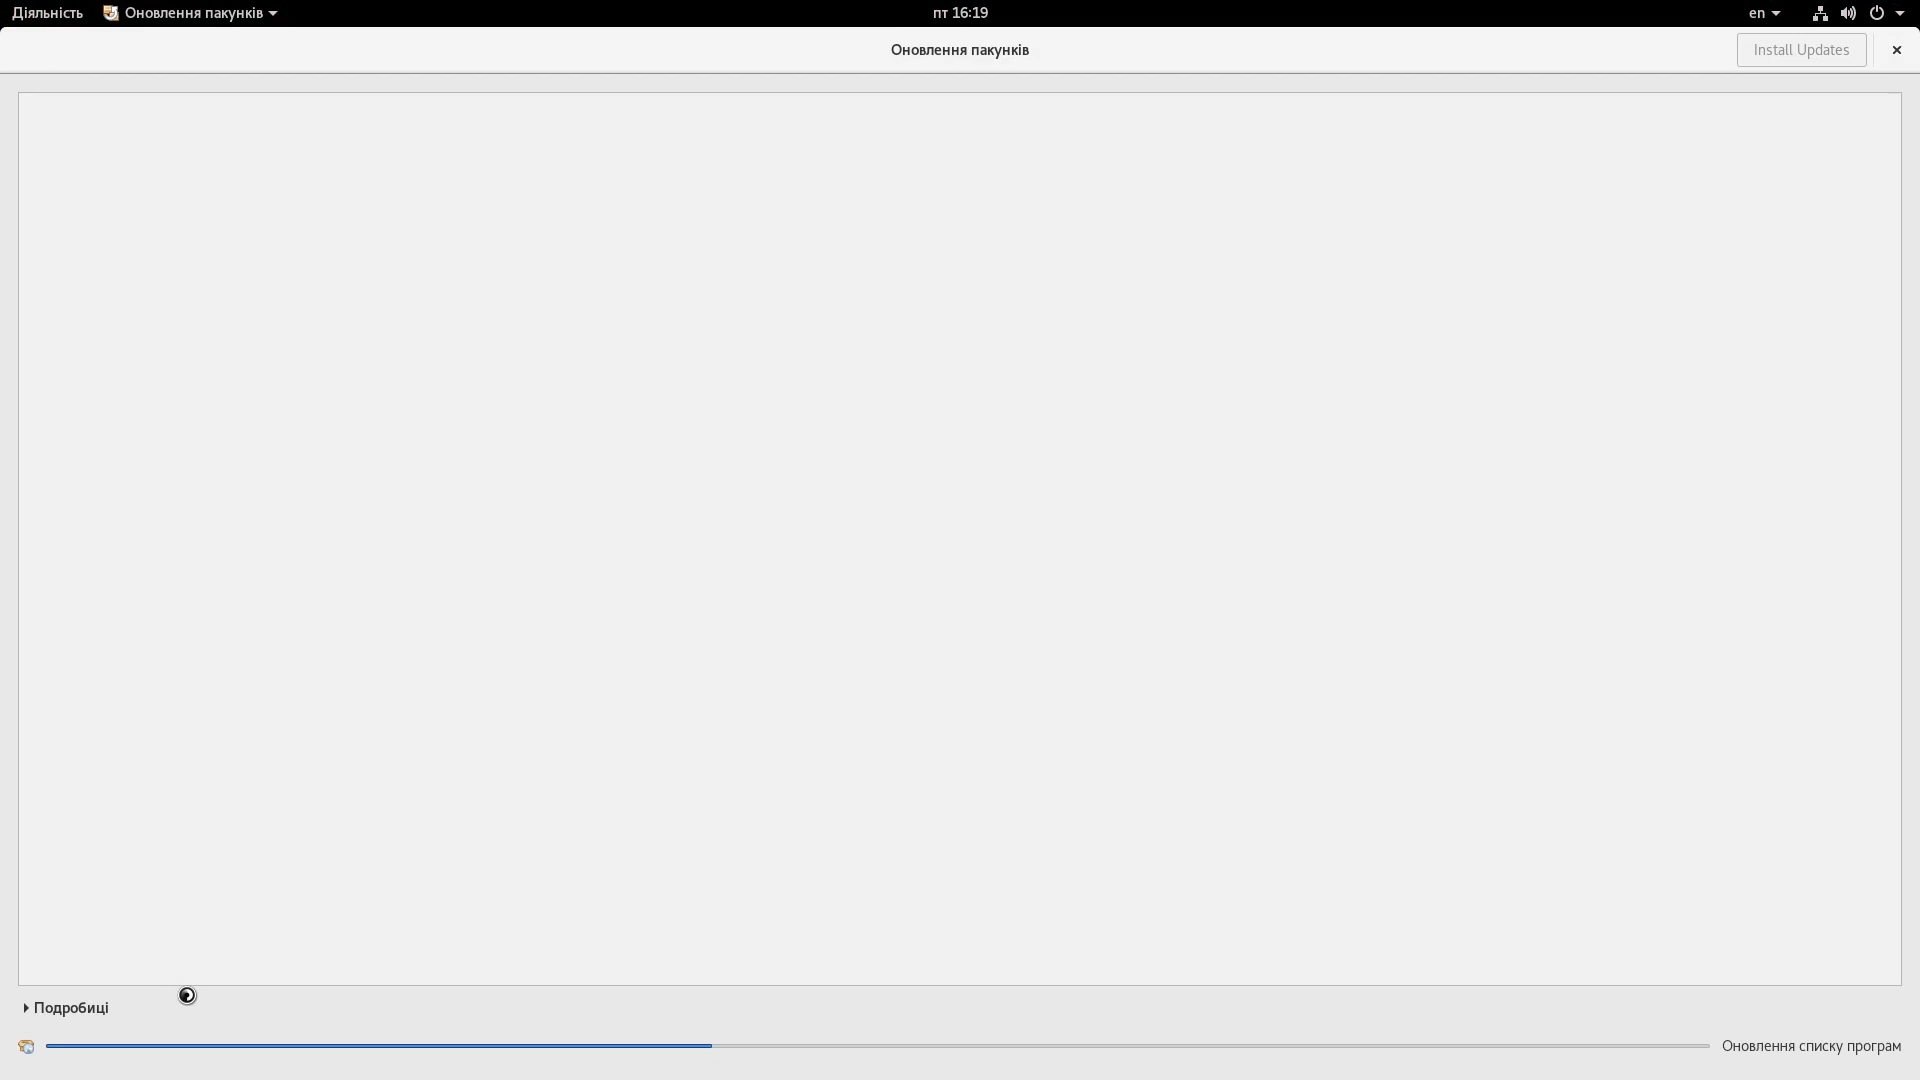 Діяльність
Оновлення пакунків
пт 16:19
en
Оновлення пакунків
Install Updates
Подробиці
Оновлення списку програм